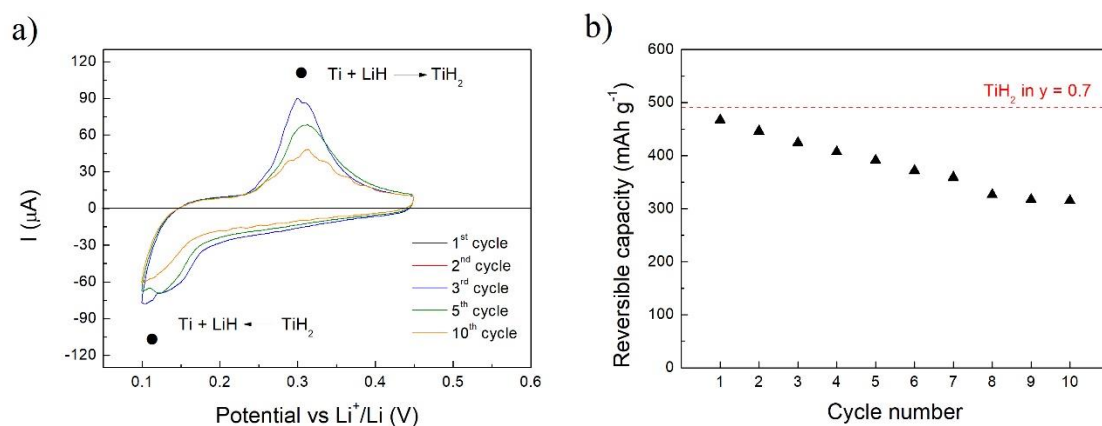 a)
120
90
60
30
0
-30
-60
-90
-120
I (μA)
● Ti + LiH → TiH₂
1ˢᵗ cycle
2ⁿᵈ cycle
3ʳᵈ cycle
5ᵗʰ cycle
10ᵗʰ cycle
Ti + LiH ← TiH₂
0.1 0.2 0.3 0.4 0.5 0.6
Potential vs Li⁺/Li (V)
b)
600
500
400
300
200
100
0
Reversible capacity (mAh g⁻¹)
TiH₂ in y = 0.7
1 2 3 4 5 6 7 8 9 10
Cycle number